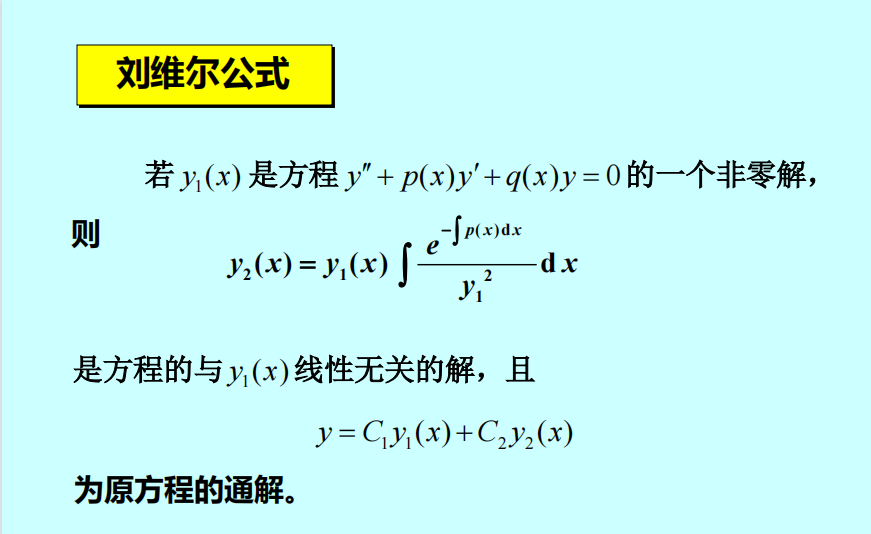 刘维尔公式
若 y₁(x) 是方程 y″ + p(x)y′ + q(x)y = 0 的一个非零解，
则
y₂(x) = y₁(x) ∫ e^(−∫p(x)dx) / y₁² dx
是方程的与 y₁(x) 线性无关的解，且
y = C₁y₁(x) + C₂y₂(x)
为原方程的通解。